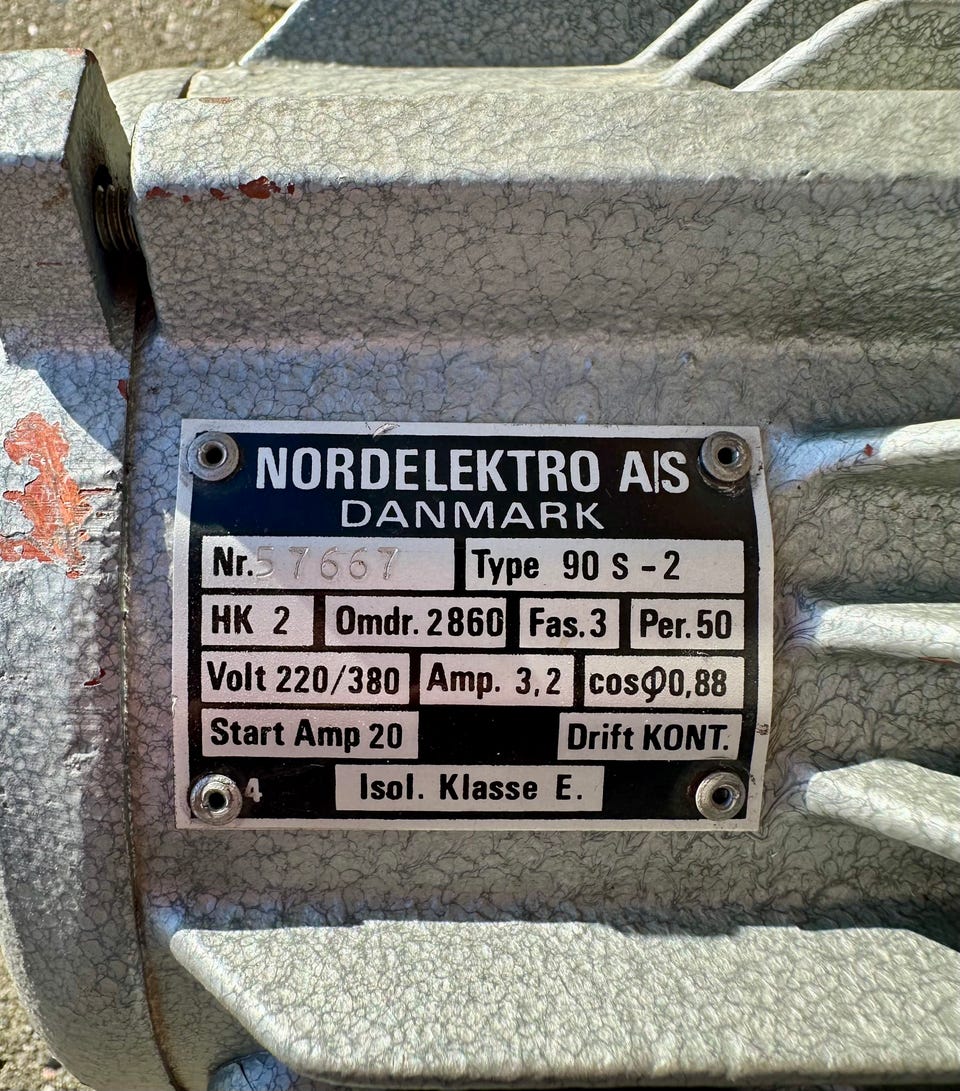 NORDELEKTRO A/S
DANMARK
Nr. 57667 Type 90 S - 2
HK 2 Omdr. 2860 Fas. 3 Per. 50
Volt 220/380 Amp. 3,2 cosφ0,88
Start Amp 20 Drift KONT.
4 Isol. Klasse E.